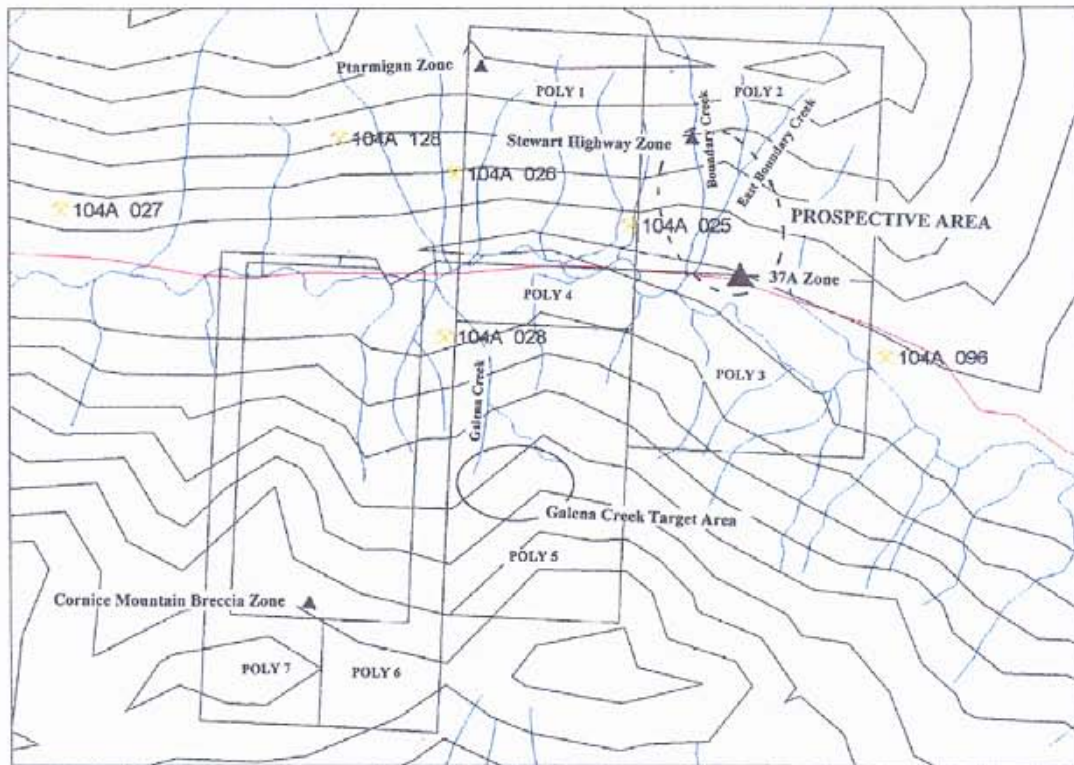 Ptarmigan Zone
POLY 1
POLY 2
104A 128
Stewart Highway Zone
Boundary Creek
East Boundary Creek
104A 026
104A 027
104A 025
PROSPECTIVE AREA
37A Zone
POLY 4
104A 028
104A 096
POLY 3
Galena Creek
Galena Creek Target Area
POLY 5
Cornice Mountain Breccia Zone
POLY 7
POLY 6